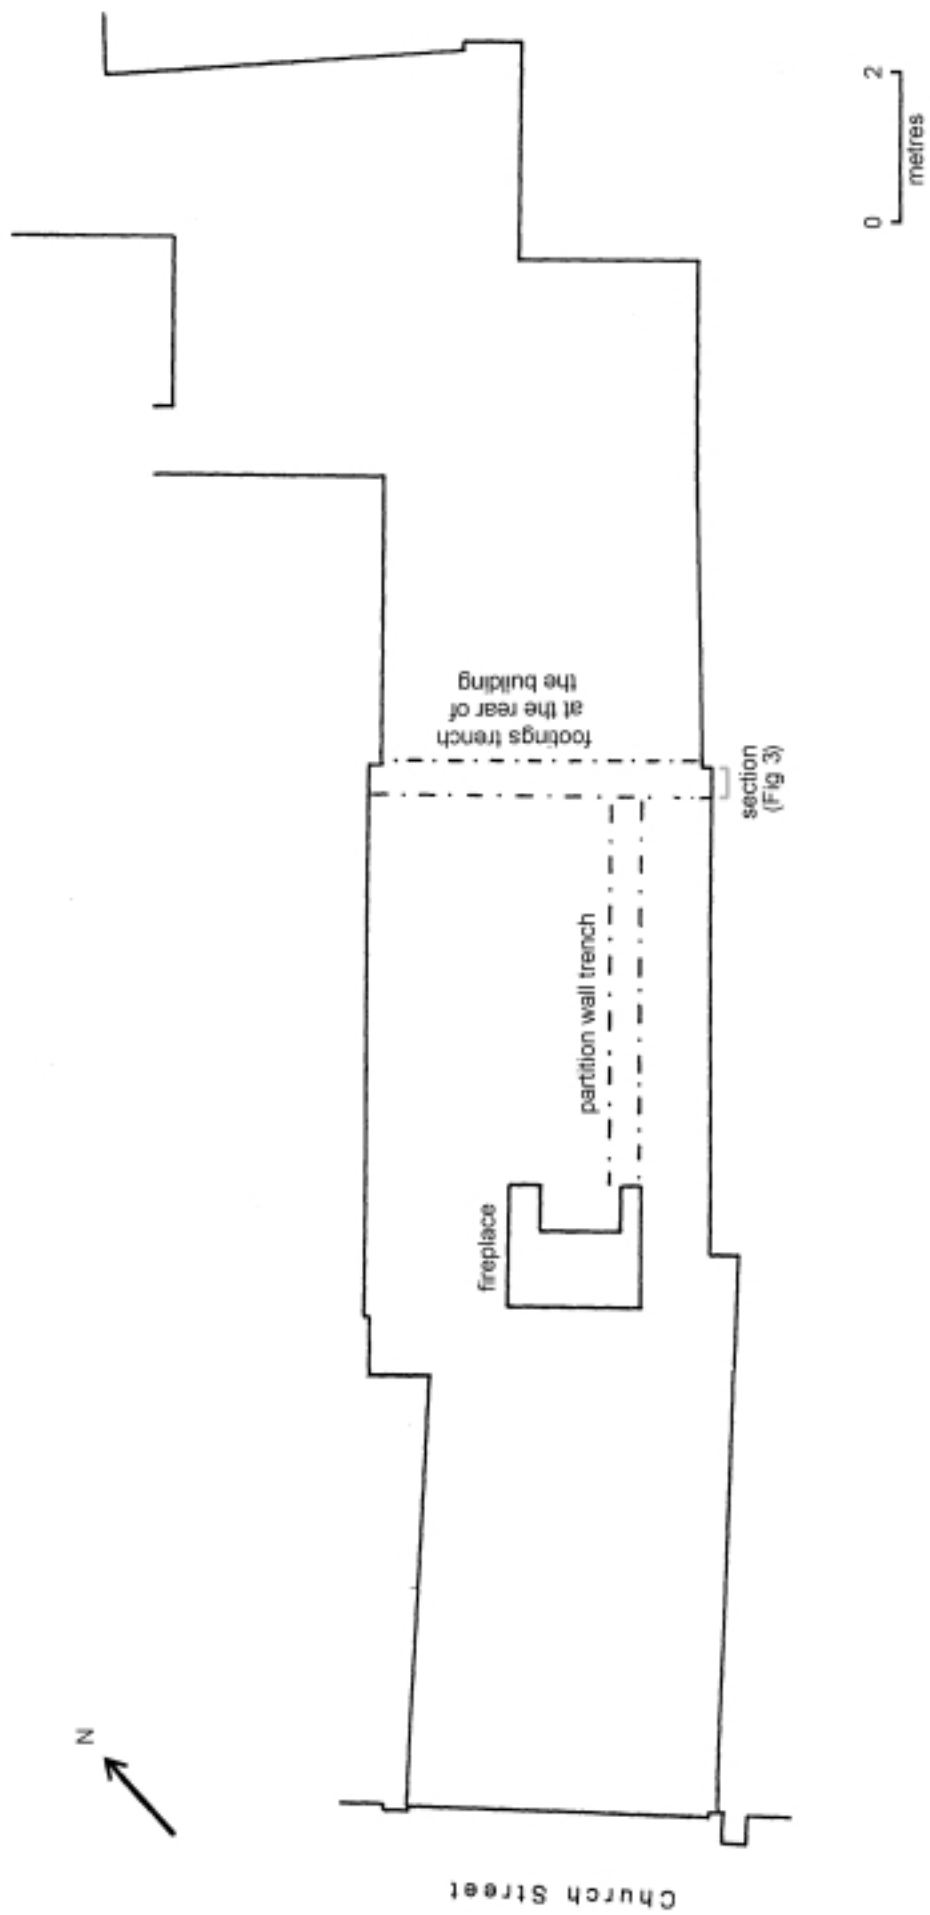 N
Church Street
fireplace
partition wall trench
footings trench
at the rear of
the building
section
(Fig 3)
0 2
metres